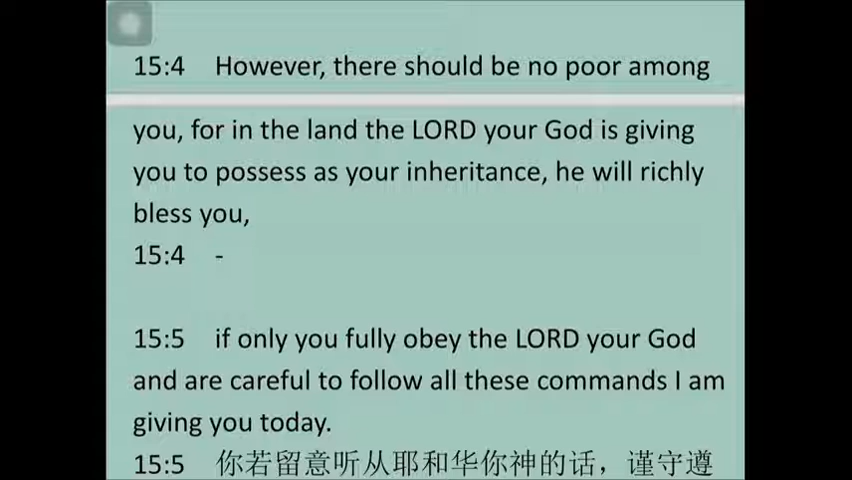 15:4 However, there should be no poor among
you, for in the land the LORD your God is giving
you to possess as your inheritance, he will richly
bless you,
15:4 -
15:5 if only you fully obey the LORD your God
and are careful to follow all these commands I am
giving you today.
15:5 你若留意听从耶和华你神的话，谨守遵